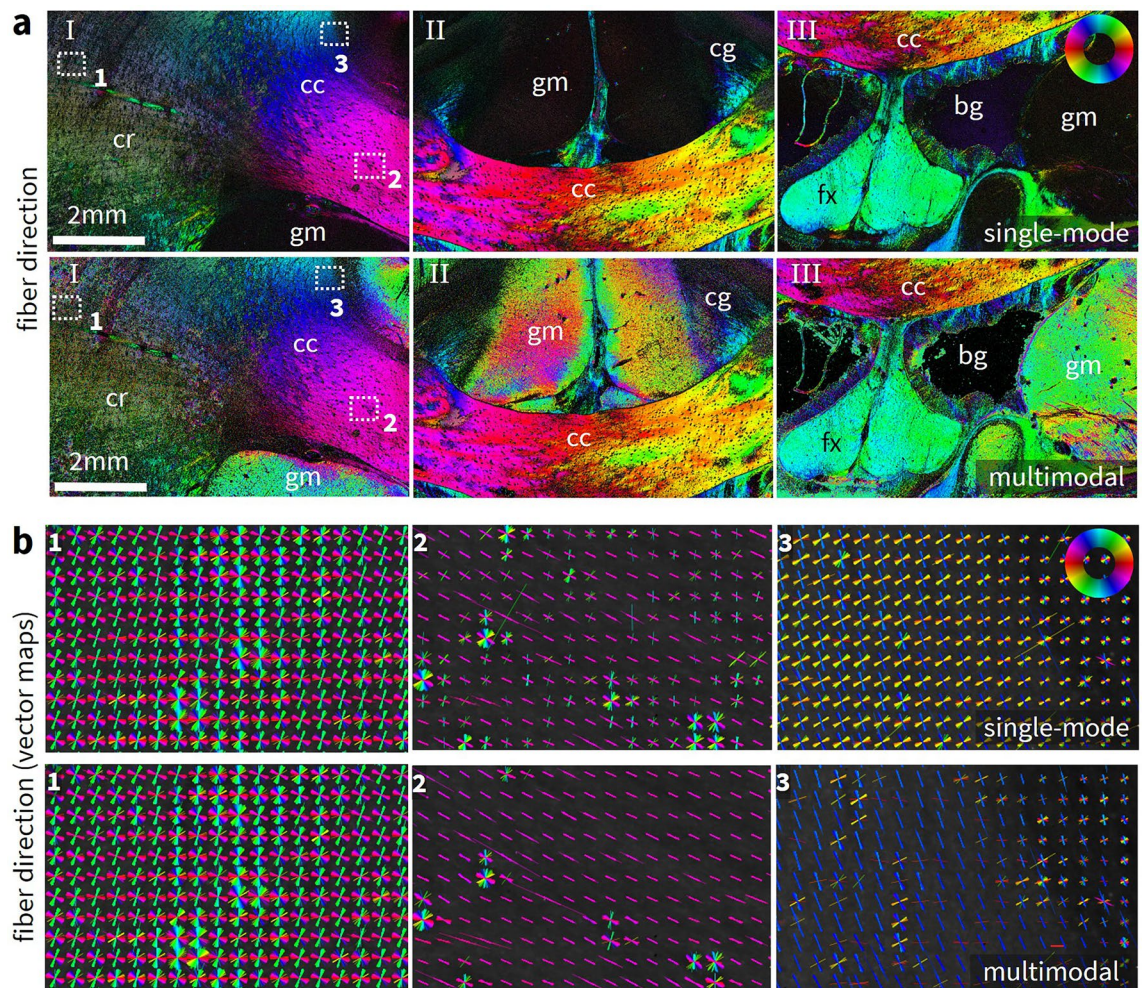 a
fiber direction
I
1
3
cc
cr
2
2mm
gm
II
gm
cg
cc
III
cc
bg
gm
fx
single-mode
I
1
3
cc
cr
2
2mm
gm
II
gm
cg
cc
III
cc
bg
gm
fx
multimodal
b
fiber direction (vector maps)
1
2
3
single-mode
1
2
3
multimodal